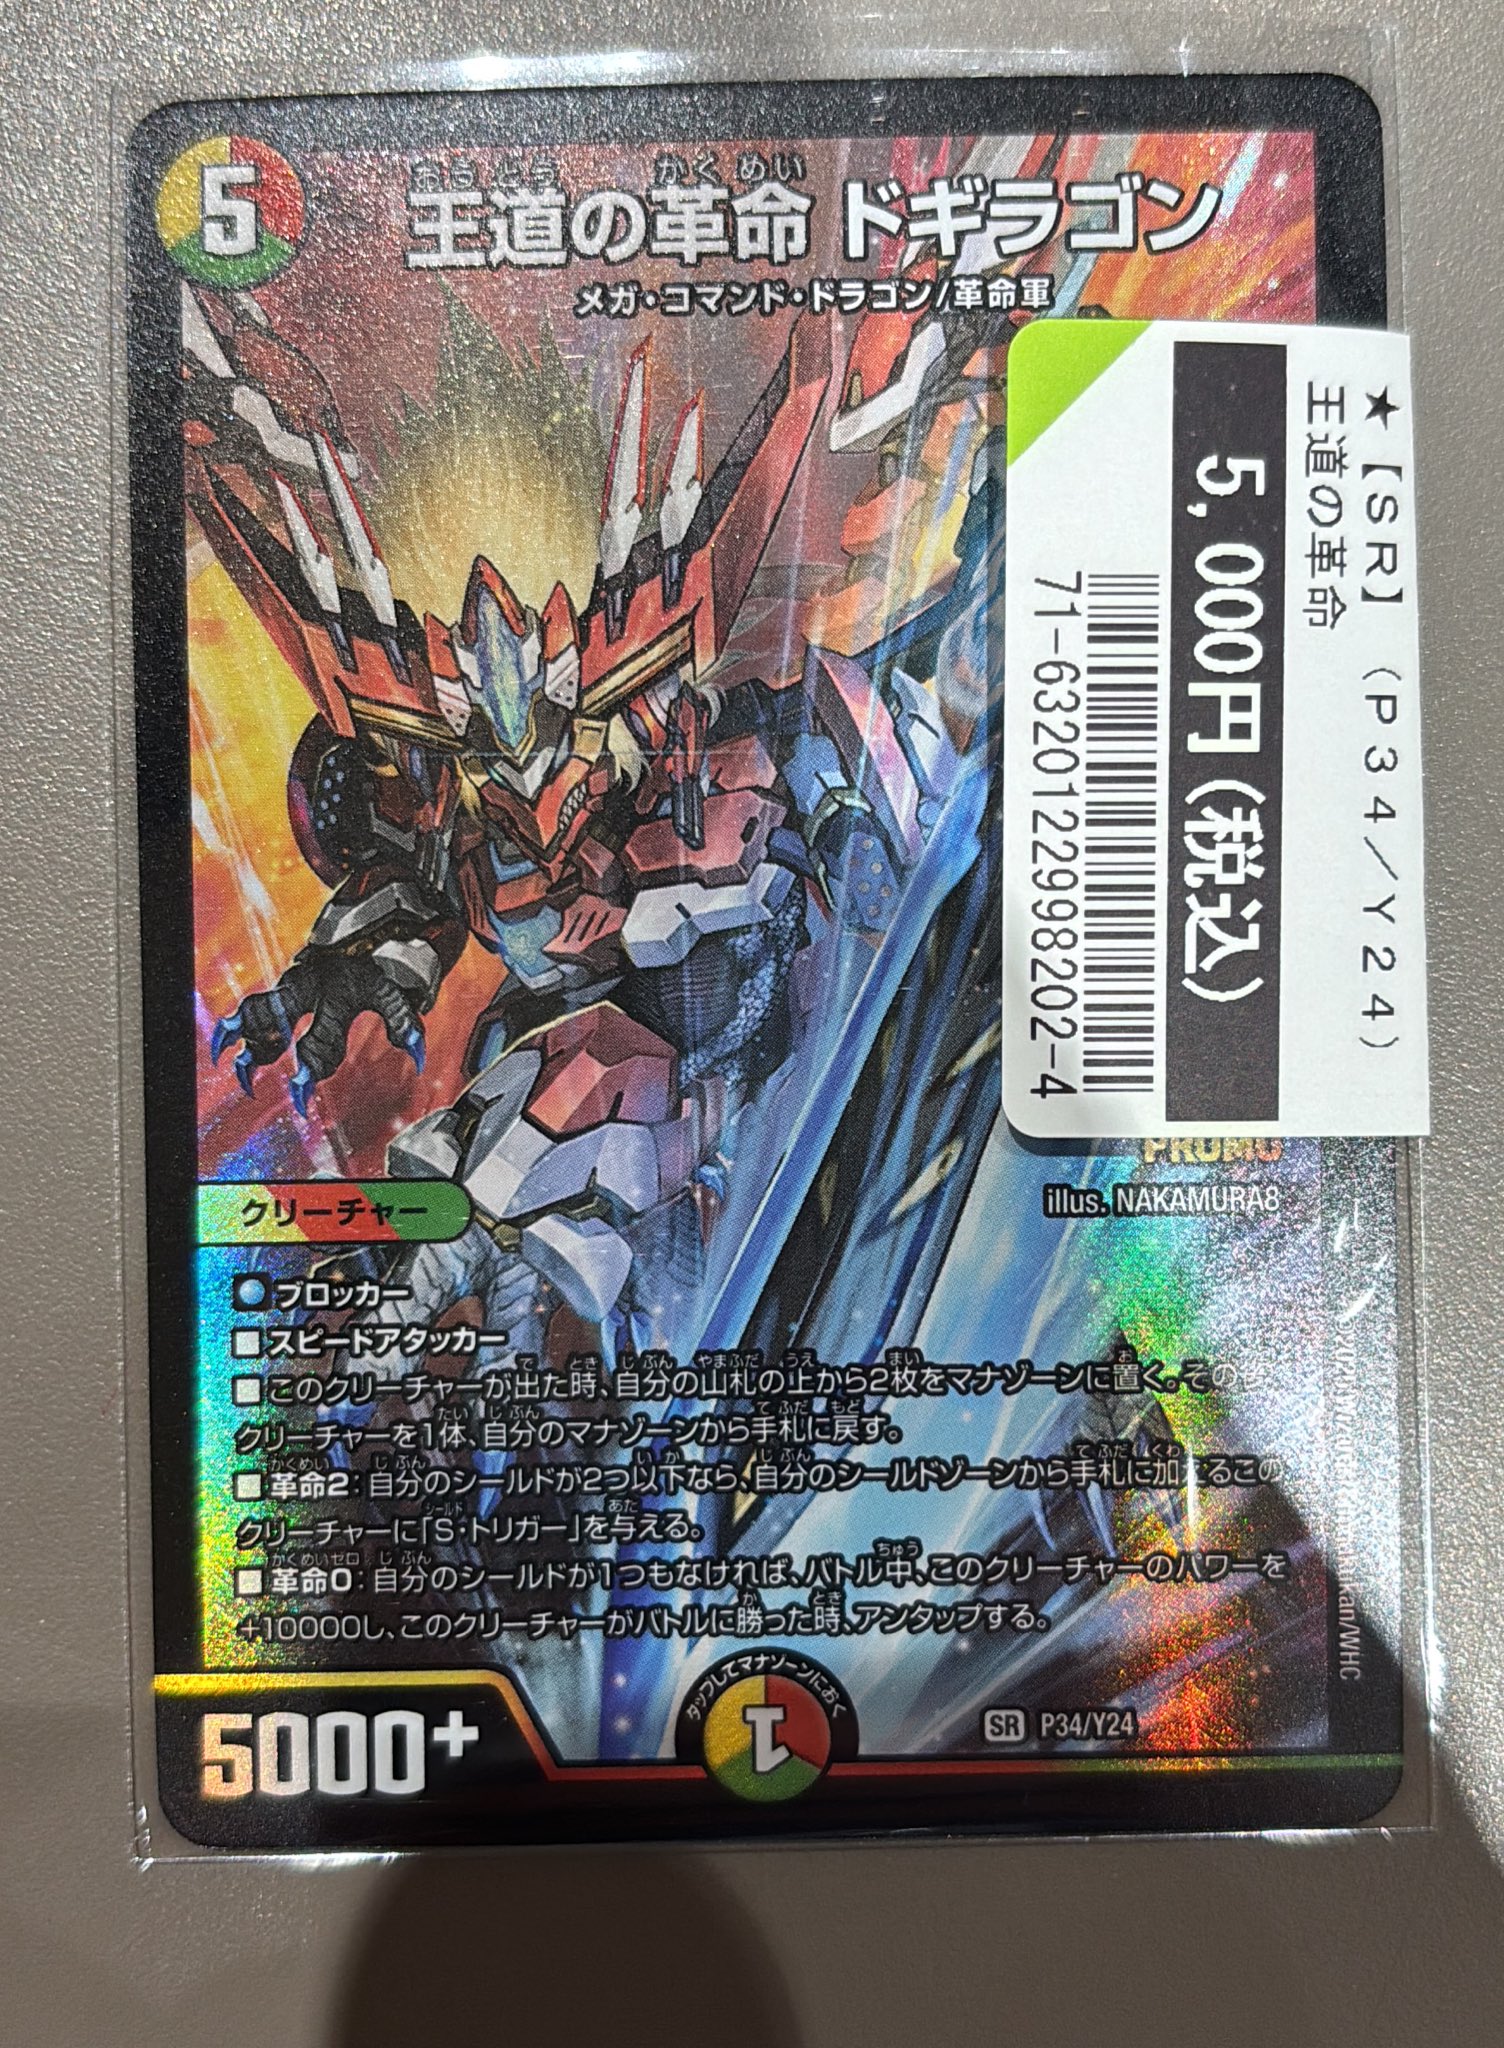 5
おうどう かくめい
王道の革命 ドギラゴン
メガ・コマンド・ドラゴン/革命軍
★【SR】 (P34/Y24)
王道の革命
5,000円(税込)
71-632012299８202-4
PROMO
illus. NAKAMURA8
クリーチャー
ブロッカー
■スピードアタッカー
■このクリーチャーが出た時、自分の山札の上から2枚をマナゾーンに置く。その
クリーチャーを1体、自分のマナゾーンから手札に戻す。
■革命2:自分のシールドが2つ以下なら、自分のシールドゾーンから手札に加えるこの
クリーチャーに「S・トリガー」を与える。
■革命0:自分のシールドが1つもなければ、バトル中、このクリーチャーのパワーを
+10000し、このクリーチャーがバトルに勝った時、アンタップする。
タップしてマナゾーンにおく
5000+
1
SR P34/Y24